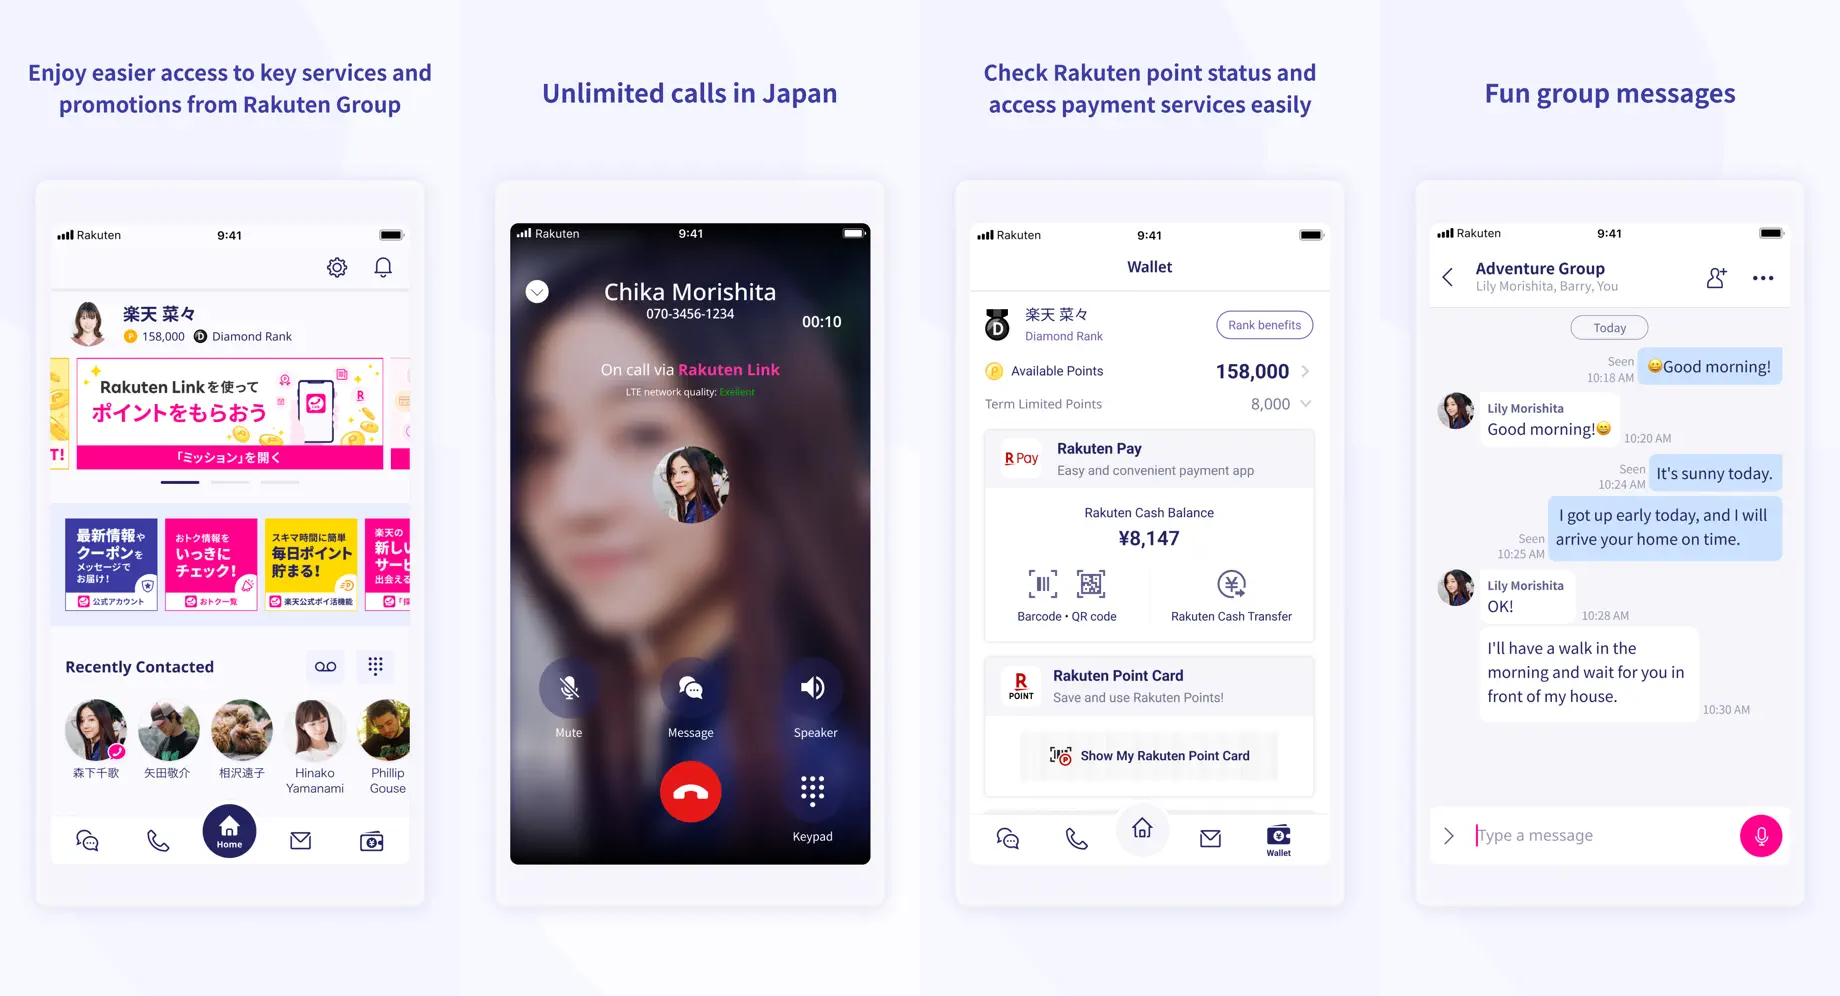 Enjoy easier access to key services and
promotions from Rakuten Group
Rakuten
9:41
楽天 菜々
P 158,000 D Diamond Rank
Rakuten Linkを使って
ポイントをもらおう
T!
「ミッション」を開く
最新情報や
クーポンを
メッセージで
お届け!
公式アカウント
おトク情報を
いっきに
チェック!
おトク一覧
スキマ時間に簡単
毎日ポイント
貯まる!
楽天公式ポイ活機能
楽天の
新しい
サービ
出会える
Recently Contacted
森下千歌
矢田敬介
相沢遠子
Hinako
Yamanami
Phillip
Gouse
Home
Unlimited calls in Japan
Rakuten
9:41
Chika Morishita
070-3456-1234
00:10
On call via Rakuten Link
LTE network quality: Exellent
Mute
Message
Speaker
Keypad
Check Rakuten point status and
access payment services easily
Rakuten
9:41
Wallet
D
楽天 菜々
Diamond Rank
Rank benefits
P Available Points
158,000
Term Limited Points
8,000
R Pay
Rakuten Pay
Easy and convenient payment app
Rakuten Cash Balance
¥8,147
Barcode • QR code
Rakuten Cash Transfer
R
POINT
Rakuten Point Card
Save and use Rakuten Points!
Show My Rakuten Point Card
Wallet
Fun group messages
Rakuten
9:41
Adventure Group
Lily Morishita, Barry, You
Today
Seen
10:18 AM
😄Good morning!
Lily Morishita
Good morning!😄
10:20 AM
Seen
10:24 AM
It's sunny today.
I got up early today, and I will
arrive your home on time.
Seen
10:25 AM
Lily Morishita
OK!
10:28 AM
I'll have a walk in the
morning and wait for you in
front of my house.
10:30 AM
Type a message